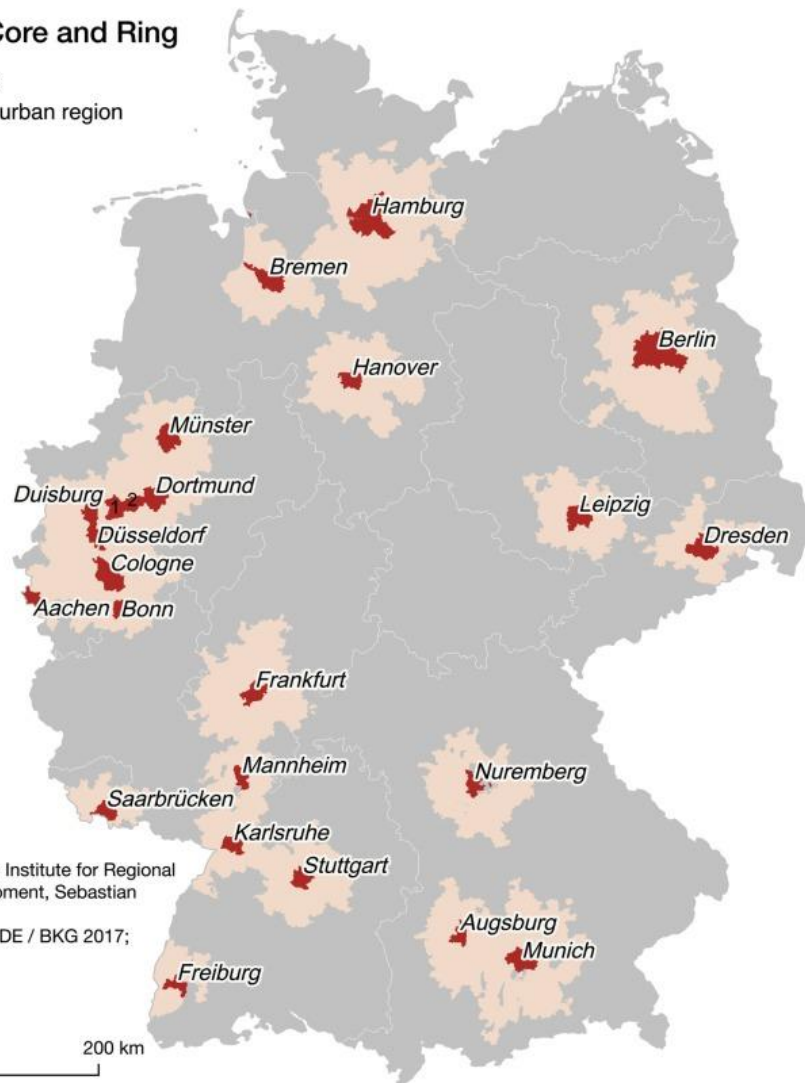 Core and Ring
urban region
Hamburg
Bremen
Berlin
Hanover
Münster
Duisburg
1
2
Dortmund
Düsseldorf
Leipzig
Dresden
Cologne
Aachen
Bonn
Frankfurt
Mannheim
Nuremberg
Saarbrücken
Karlsruhe
Stuttgart
Institute for Regional
oment, Sebastian
DE / BKG 2017;
Augsburg
Munich
Freiburg
200 km